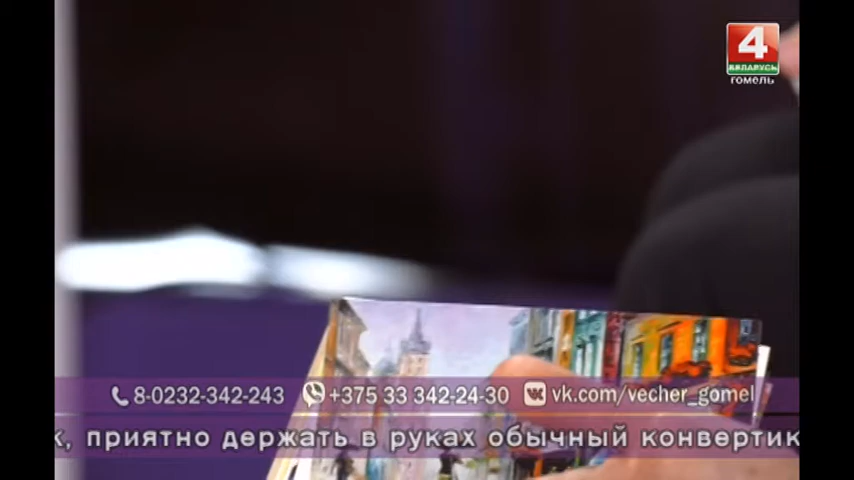 4
БЕЛАРУСЬ
ГОМЕЛЬ
8-0232-342-243 +375 33 342-24-30 vk.com/vecher_gomel
к, приятно держать в руках обычный конвертик